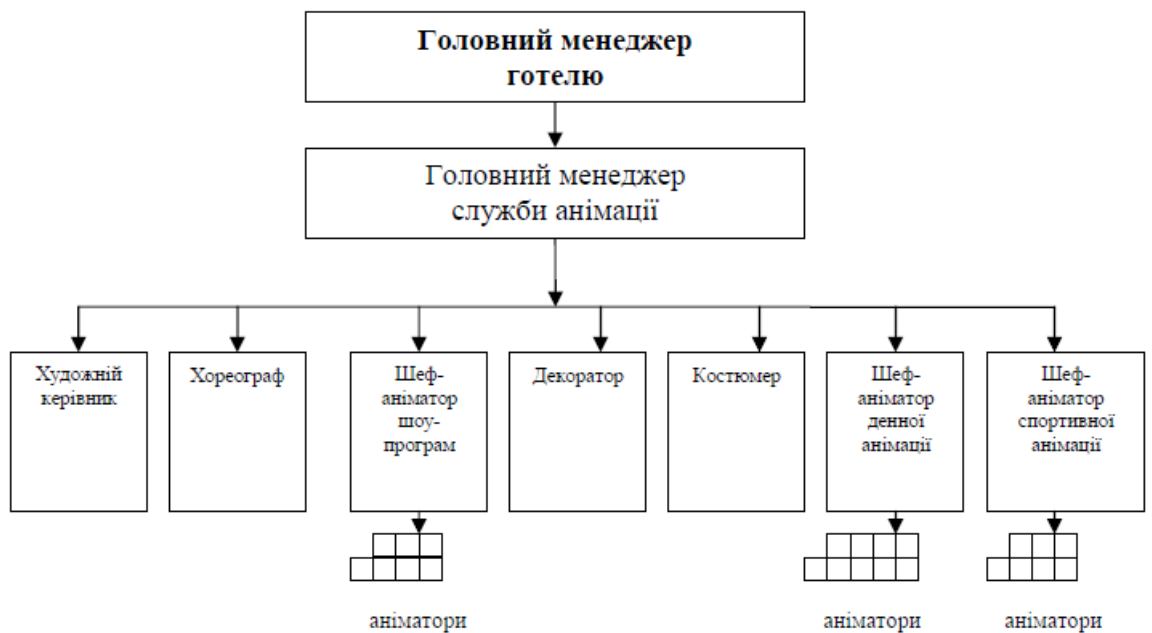 Головний менеджер
готелю
Головний менеджер
служби анімації
Художній
керівник
Хореограф
Шеф-
аніматор
шоу-
програм
Декоратор
Костюмер
Шеф-
аніматор
денної
анімації
Шеф-
аніматор
спортивної
анімації
аніматори
аніматори
аніматори